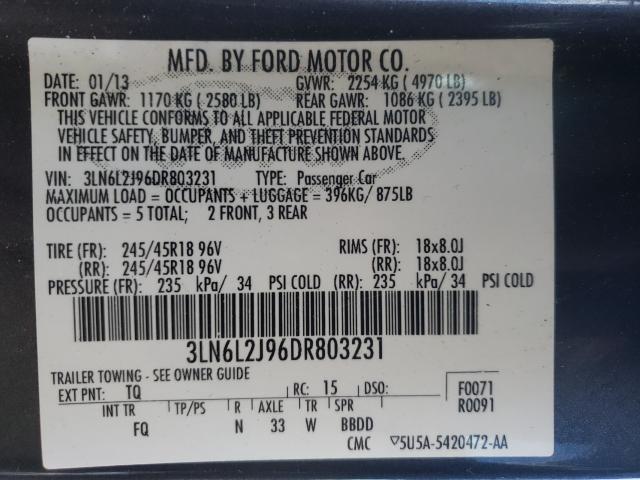 MFD. BY FORD MOTOR CO.
DATE: 01/13 GVWR: 2254 KG ( 4970 LB)
FRONT GAWR: 1170 KG ( 2580 LB) REAR GAWR: 1086 KG ( 2395 LB)
THIS VEHICLE CONFORMS TO ALL APPLICABLE FEDERAL MOTOR
VEHICLE SAFETY, BUMPER, AND THEFT PREVENTION STANDARDS
IN EFFECT ON THE DATE OF MANUFACTURE SHOWN ABOVE.
VIN: 3LN6L2J96DR803231 TYPE: Passenger Car
MAXIMUM LOAD = OCCUPANTS + LUGGAGE = 396KG/ 875LB
OCCUPANTS = 5 TOTAL; 2 FRONT, 3 REAR
TIRE (FR): 245/45R18 96V RIMS (FR): 18x8.0J
(RR): 245/45R18 96V (RR): 18x8.0J
PRESSURE (FR): 235 kPa/ 34 PSI COLD (RR): 235 kPa/ 34 PSI COLD
3LN6L2J96DR803231
TRAILER TOWING - SEE OWNER GUIDE
EXT PNT: TQ RC: 15 DSO: F0071
INT TR TP/PS R AXLE TR SPR R0091
FQ N 33 W BBDD
CMC ▽5U5A-5420472-AA